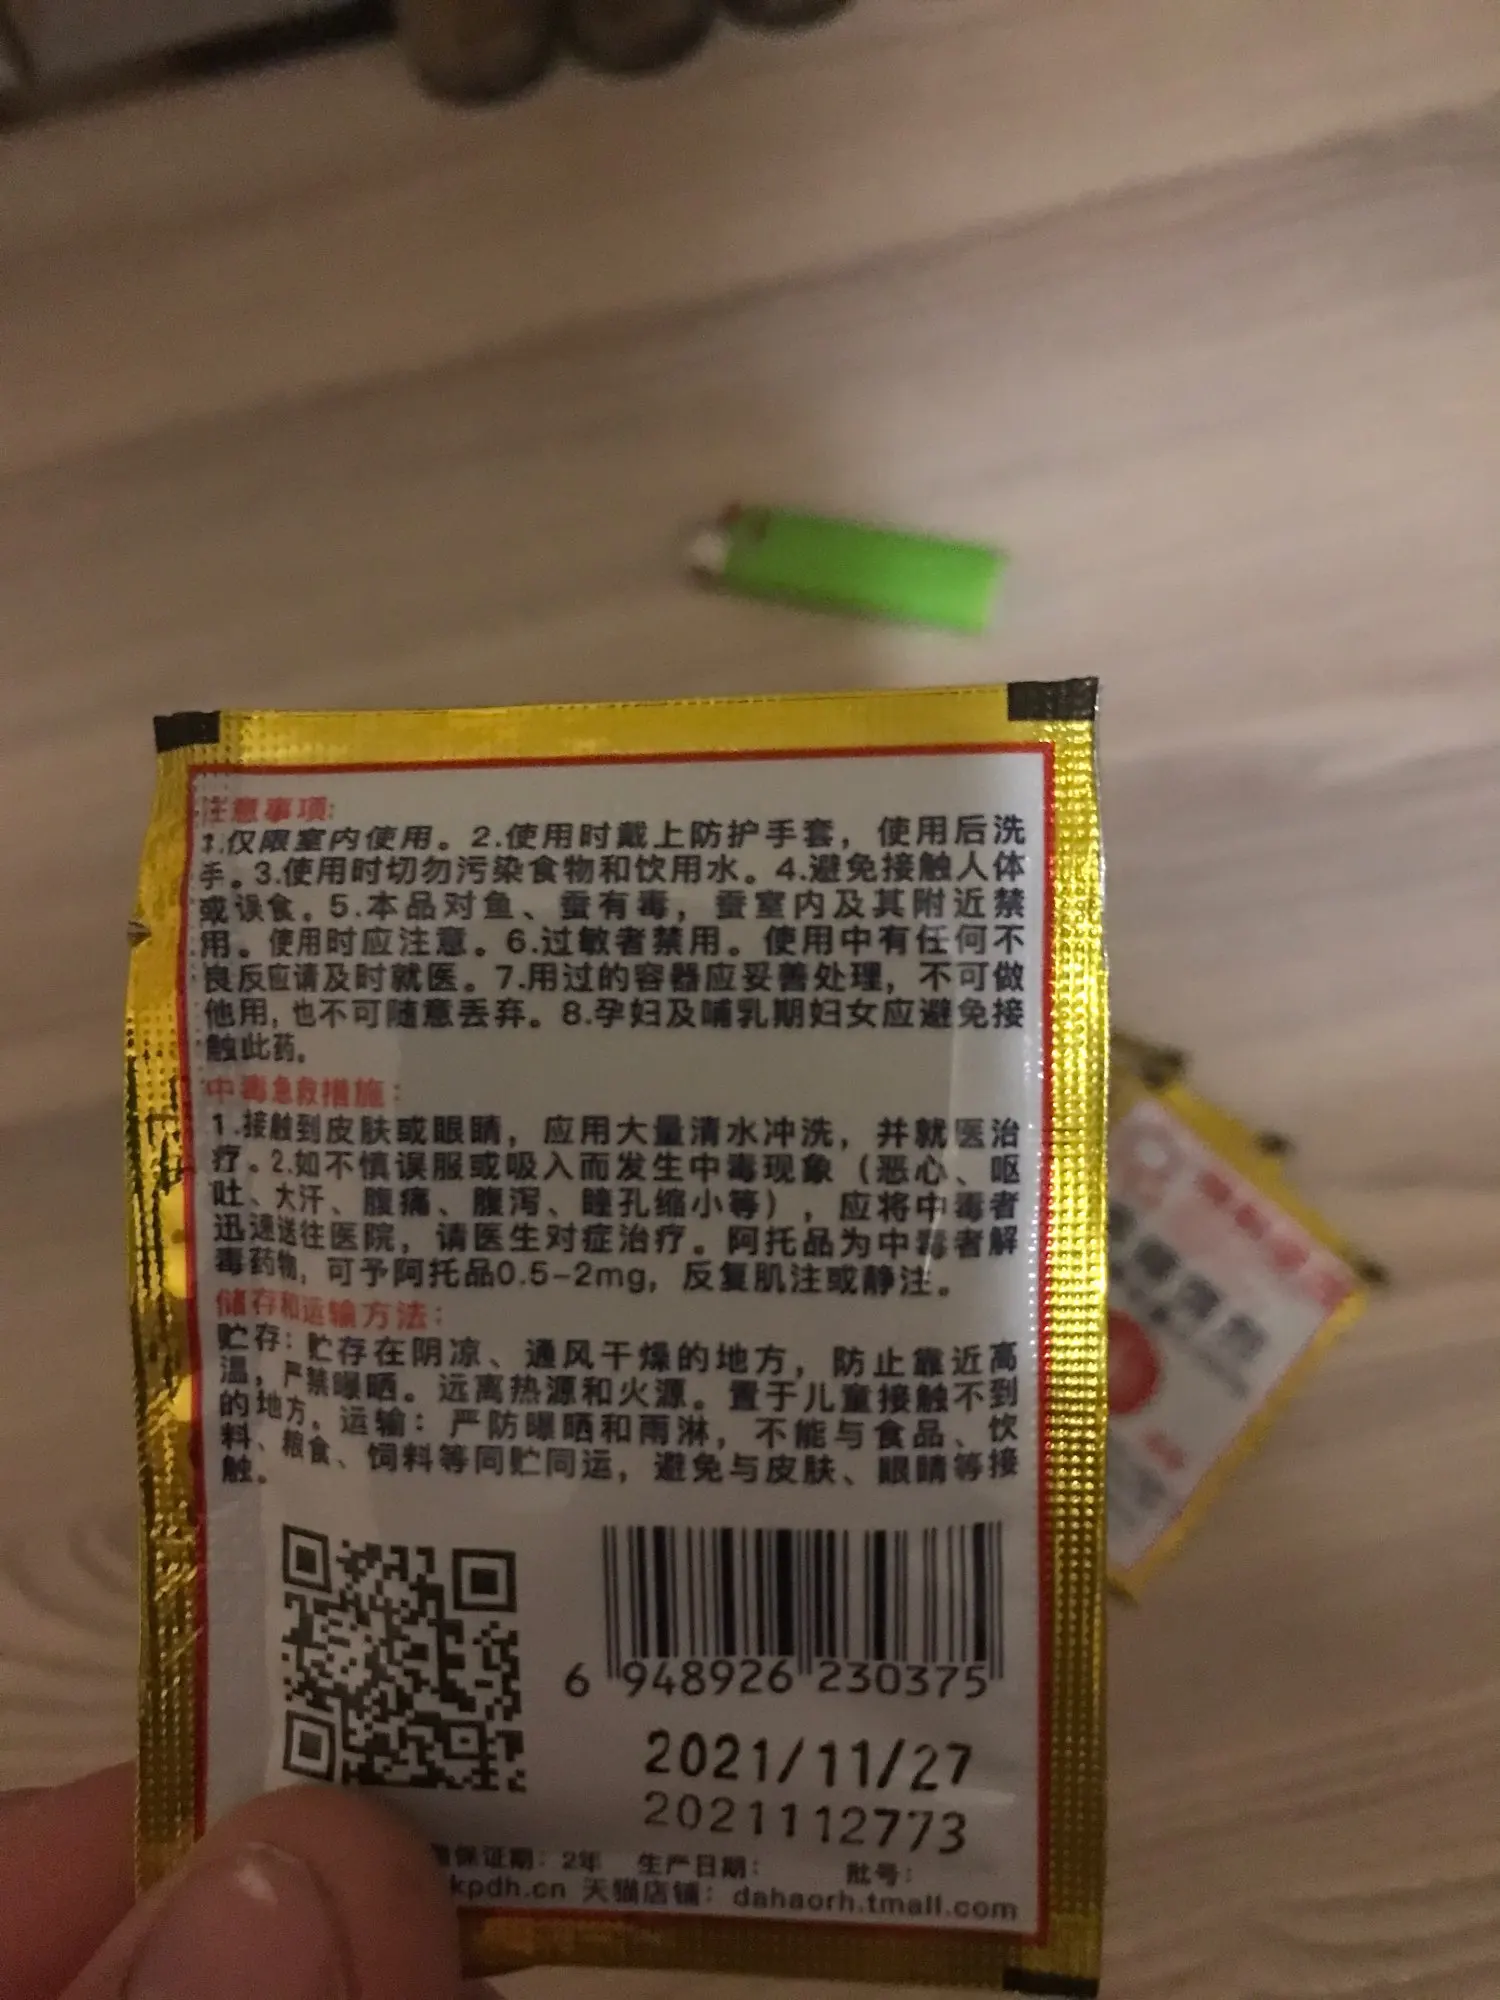 注意事项:
1.仅限室内使用。2.使用时戴上防护手套，使用后洗
手。3.使用时切勿污染食物和饮用水。4.避免接触人体
或误食。5.本品对鱼、蚕有毒，蚕室内及其附近禁
用。使用时应注意。6.过敏者禁用。使用中有任何不
良反应请及时就医。7.用过的容器应妥善处理，不可做
他用，也不可随意丢弃。8.孕妇及哺乳期妇女应避免接
触此药。
中毒急救措施：
1.接触到皮肤或眼睛，应用大量清水冲洗，并就医治
疗。2.如不慎误服或吸入而发生中毒现象（恶心、呕
吐、大汗、腹痛、腹泻、瞳孔缩小等），应将中毒者
迅速送往医院，请医生对症治疗。阿托品为中毒者解
毒药物，可予阿托品0.5-2mg，反复肌注或静注。
储存和运输方法：
贮存：贮存在阴凉、通风干燥的地方，防止靠近高
温，严禁曝晒。远离热源和火源。置于儿童接触不到
的地方。运输：严防曝晒和雨淋，不能与食品、饮
料、粮食、饲料等同贮同运，避免与皮肤、眼睛等接
触。
6 948926 230375
2021/11/27
2021112773
保证期：2年 生产日期： 批号：
kpdh.cn 天猫店铺：dahaorh.tmall.com